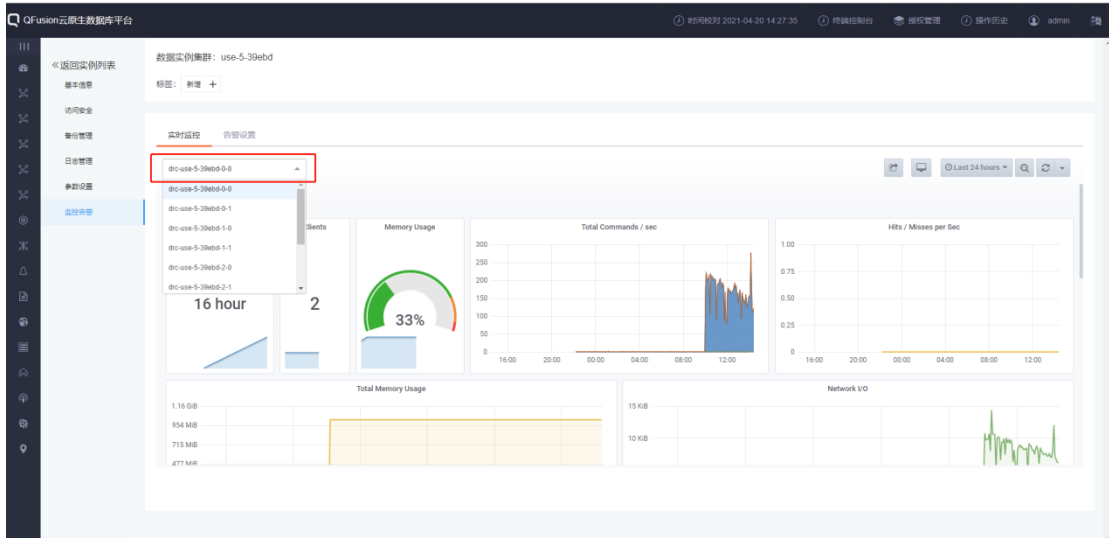 QFusion云原生数据库平台
时间校对 2021-04-20 14:27:35
终端控制台
授权管理
操作历史
admin
«返回实例列表
基本信息
访问安全
备份管理
日志管理
参数设置
监控告警
数据实例集群：use-5-39ebd
标签： 新增 +
实时监控 告警设置
drc-use-5-39ebd-0-0
Last 24 hours
drc-use-5-39ebd-0-0
drc-use-5-39ebd-0-1
drc-use-5-39ebd-1-0
drc-use-5-39ebd-1-1
drc-use-5-39ebd-2-0
drc-use-5-39ebd-2-1
16 hour
2
Memory Usage
33%
Total Commands / sec
300
250
200
150
100
50
0
16:00 20:00 00:00 04:00 08:00 12:00
Hits / Misses per Sec
1.00
0.75
0.50
0.25
0
16:00 20:00 00:00 04:00 08:00 12:00
Total Memory Usage
1.16 GiB
954 MiB
715 MiB
477 MiB
Network I/O
15 KiB
10 KiB